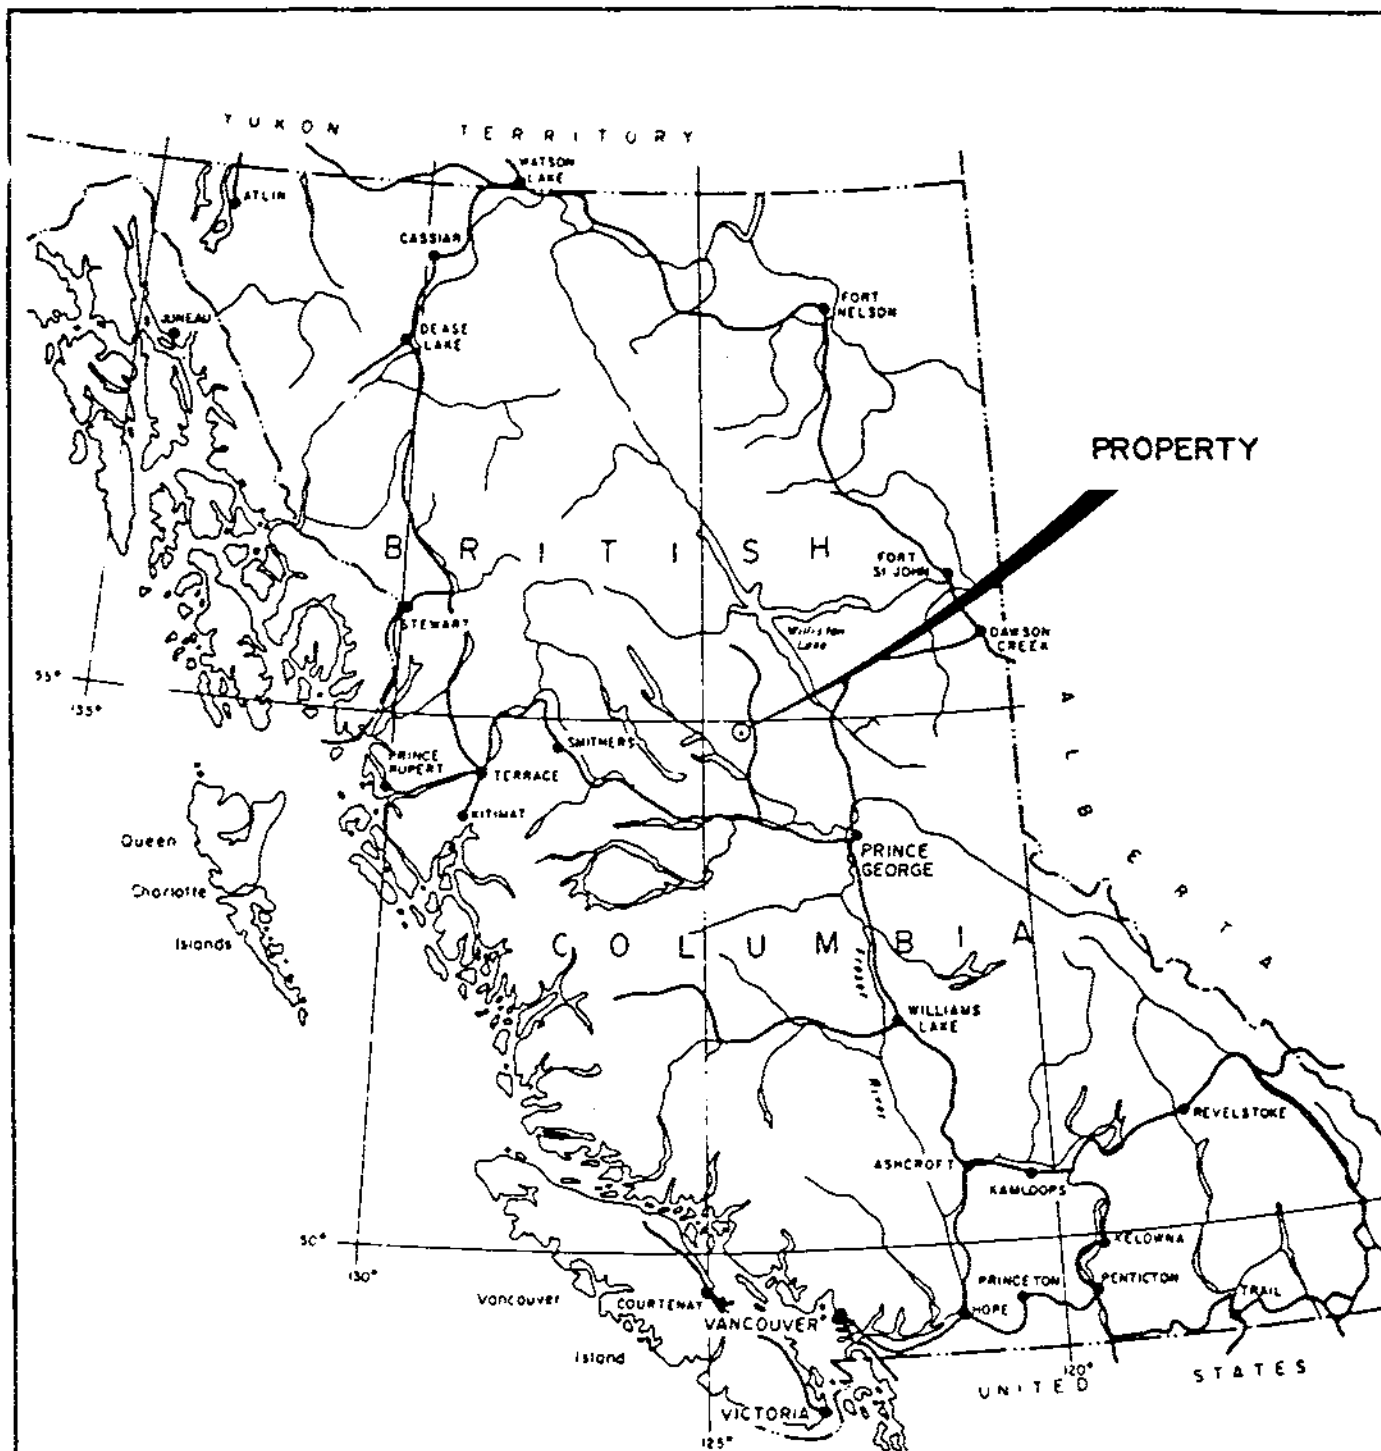 YUKON TERRITORY
WATSON
LAKE
ATLIN
CASSIAR
FORT
NELSON
JUNEAU
DEASE
LAKE
PROPERTY
BRITISH
FORT
ST JOHN
STEWART
Williston
Lake
DAWSON
CREEK
55°
135°
ALBERTA
SMITHERS
PRINCE
RUPERT
TERRACE
KITIMAT
Queen
Charlotte
Islands
PRINCE
GEORGE
COLUMBIA
Fraser
River
WILLIAMS
LAKE
REVELSTOKE
ASHCROFT
KAMLOOPS
50°
130°
KELOWNA
PRINCETON
PENTICTON
TRAIL
Vancouver
Island
COURTENAY
VANCOUVER
HOPE
120°
UNITED STATES
VICTORIA
125°